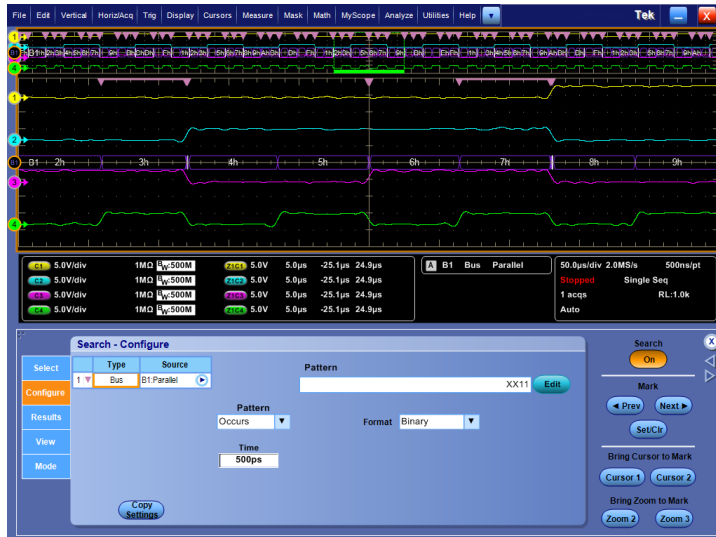 File Edit Vertical Horiz/Acq Trig Display Cursors Measure Mask Math MyScope Analyze Utilities Help Tek X
1
B1
4
1
2
B1 2h 3h 4h 5h 6h 7h 8h 9h
3
4
C1 5.0V/div 1MΩ BW:500M Z1C1 5.0V 5.0µs -25.1µs 24.9µs
C2 5.0V/div 1MΩ BW:500M Z1C2 5.0V 5.0µs -25.1µs 24.9µs
C3 5.0V/div 1MΩ BW:500M Z1C3 5.0V 5.0µs -25.1µs 24.9µs
C4 5.0V/div 1MΩ BW:500M Z1C4 5.0V 5.0µs -25.1µs 24.9µs
A B1 Bus Parallel
50.0µs/div 2.0MS/s 500ns/pt
Stopped Single Seq
1 acqs RL:1.0k
Auto
Search - Configure
Select
Configure
Results
View
Mode
Type Source
1 Bus B1:Parallel
Pattern
XX11 Edit
Pattern
Occurs
Format Binary
Time
500ps
Copy
Settings
Search X
On
Mark
Prev Next
Set/Clr
Bring Cursor to Mark
Cursor 1 Cursor 2
Bring Zoom to Mark
Zoom 2 Zoom 3